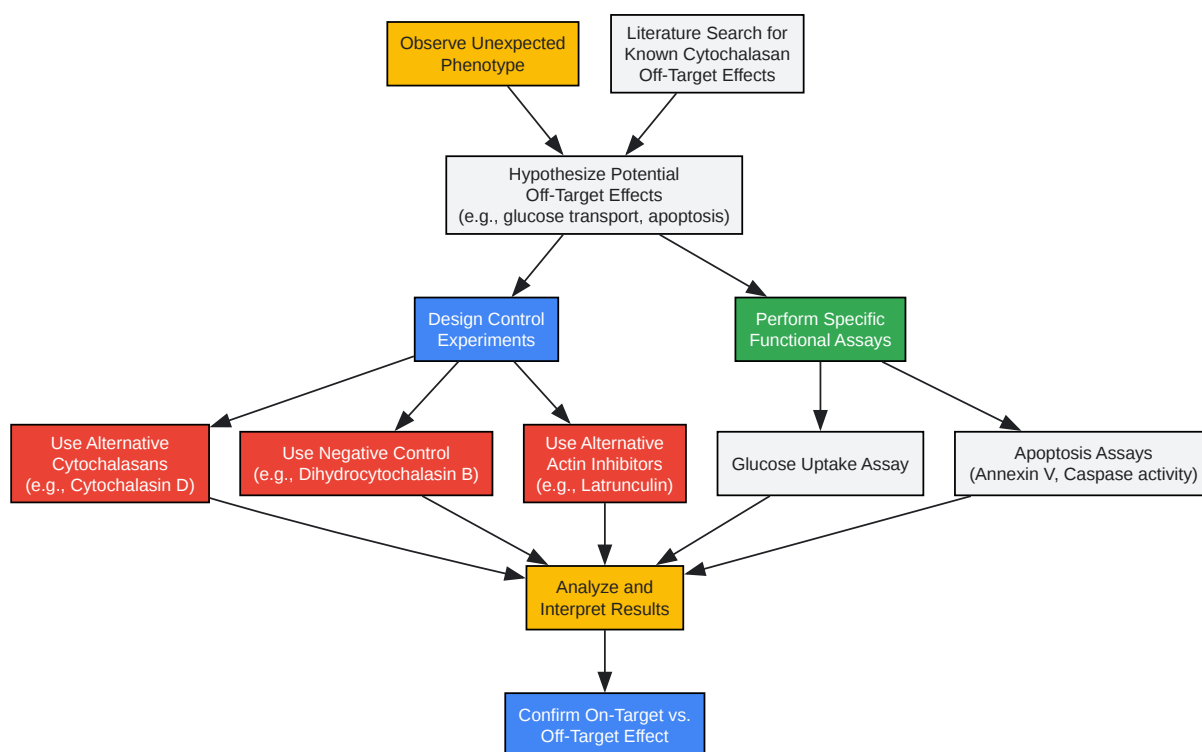 Observe Unexpected
Phenotype
Literature Search for
Known Cytochalasan
Off-Target Effects
Hypothesize Potential
Off-Target Effects
(e.g., glucose transport, apoptosis)
Design Control
Experiments
Perform Specific
Functional Assays
Use Alternative
Cytochalasans
(e.g., Cytochalasin D)
Use Negative Control
(e.g., Dihydrocytochalasin B)
Use Alternative
Actin Inhibitors
(e.g., Latrunculin)
Glucose Uptake Assay
Apoptosis Assays
(Annexin V, Caspase activity)
Analyze and
Interpret Results
Confirm On-Target vs.
Off-Target Effect